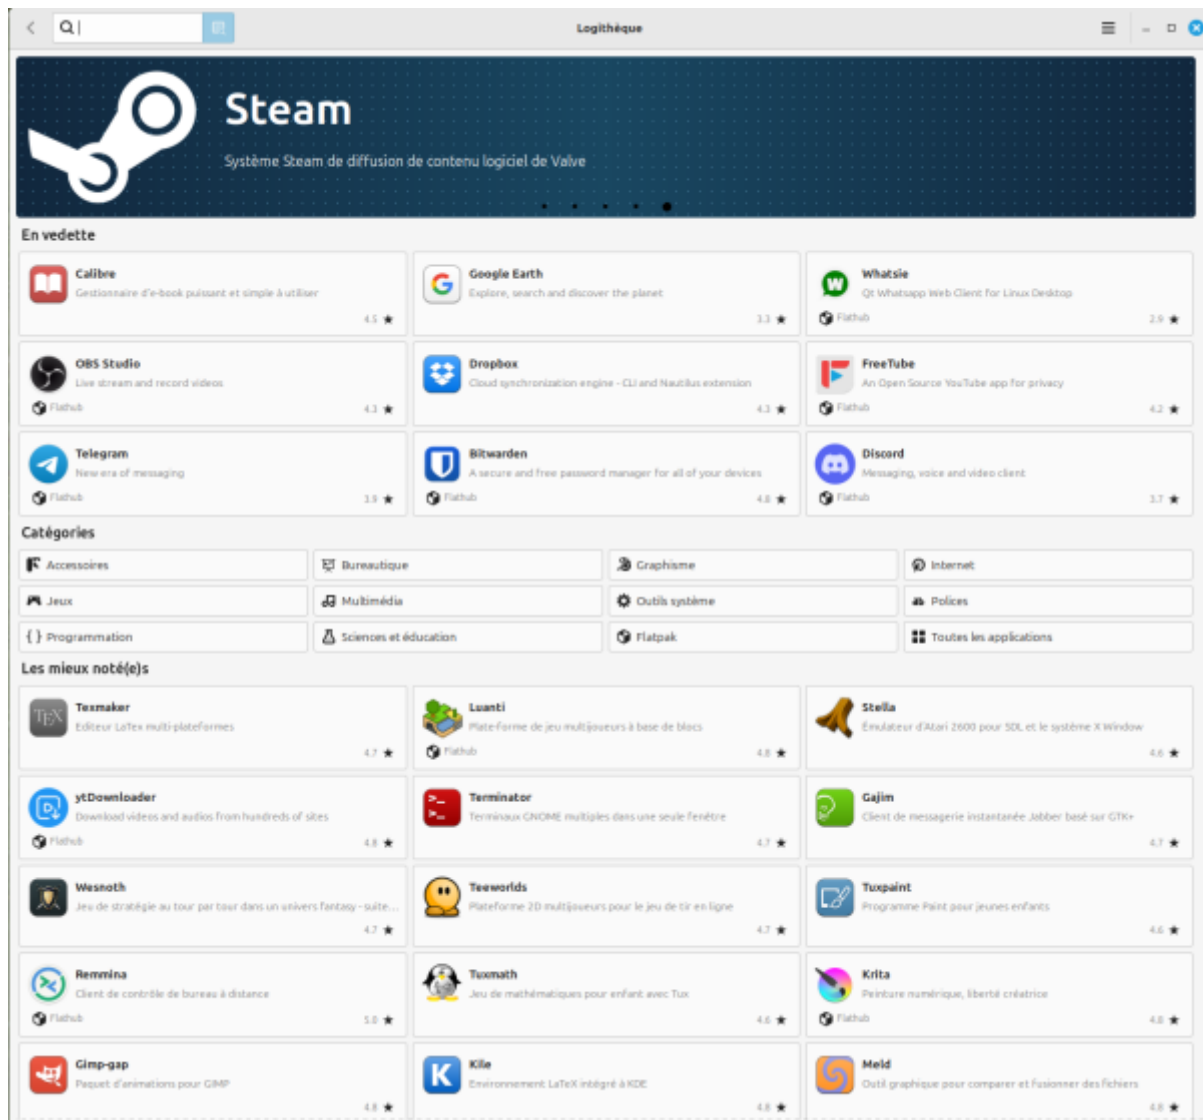 Logithèque
Steam
Système Steam de diffusion de contenu logiciel de Valve
En vedette
Calibre
Gestionnaire d'e-book puissant et simple à utiliser
4.5 ★
Google Earth
Explore, search and discover the planet
3.3 ★
Whatsie
Qt Whatsapp Web Client for Linux Desktop
Flathub
2.9 ★
OBS Studio
Live stream and record videos
Flathub
4.3 ★
Dropbox
Cloud synchronization engine - CLI and Nautilus extension
4.3 ★
FreeTube
An Open Source YouTube app for privacy
Flathub
4.2 ★
Telegram
New era of messaging
Flathub
3.9 ★
Bitwarden
A secure and free password manager for all of your devices
Flathub
4.8 ★
Discord
Messaging, voice and video client
Flathub
3.7 ★
Catégories
Accessoires
Bureautique
Graphisme
Internet
Jeux
Multimédia
Outils système
Polices
{ } Programmation
Sciences et éducation
Flatpak
Toutes les applications
Les mieux noté(e)s
TEX
Texmaker
Editeur LaTex multi-plateformes
4.7 ★
Luanti
Plate-forme de jeu multijoueurs à base de blocs
Flathub
4.8 ★
Stella
Émulateur d'Atari 2600 pour SDL et le système X Window
4.6 ★
ytDownloader
Download videos and audios from hundreds of sites
Flathub
4.8 ★
Terminator
Terminaux GNOME multiples dans une seule fenêtre
4.7 ★
Gajim
Client de messagerie instantanée Jabber basé sur GTK+
4.7 ★
Wesnoth
Jeu de stratégie au tour par tour dans un univers fantasy - suite...
4.7 ★
Teeworlds
Plateforme 2D multijoueurs pour le jeu de tir en ligne
4.7 ★
Tuxpaint
Programme Paint pour jeunes enfants
4.6 ★
Remmina
Client de contrôle de bureau à distance
Flathub
5.0 ★
Tuxmath
Jeu de mathématiques pour enfant avec Tux
4.6 ★
Krita
Peinture numérique, liberté créatrice
Flathub
4.8 ★
Gimp-gap
Paquet d'animations pour GIMP
4.8 ★
K
Kile
Environnement LaTeX intégré à KDE
4.8 ★
Meld
Outil graphique pour comparer et fusionner des fichiers
4.8 ★